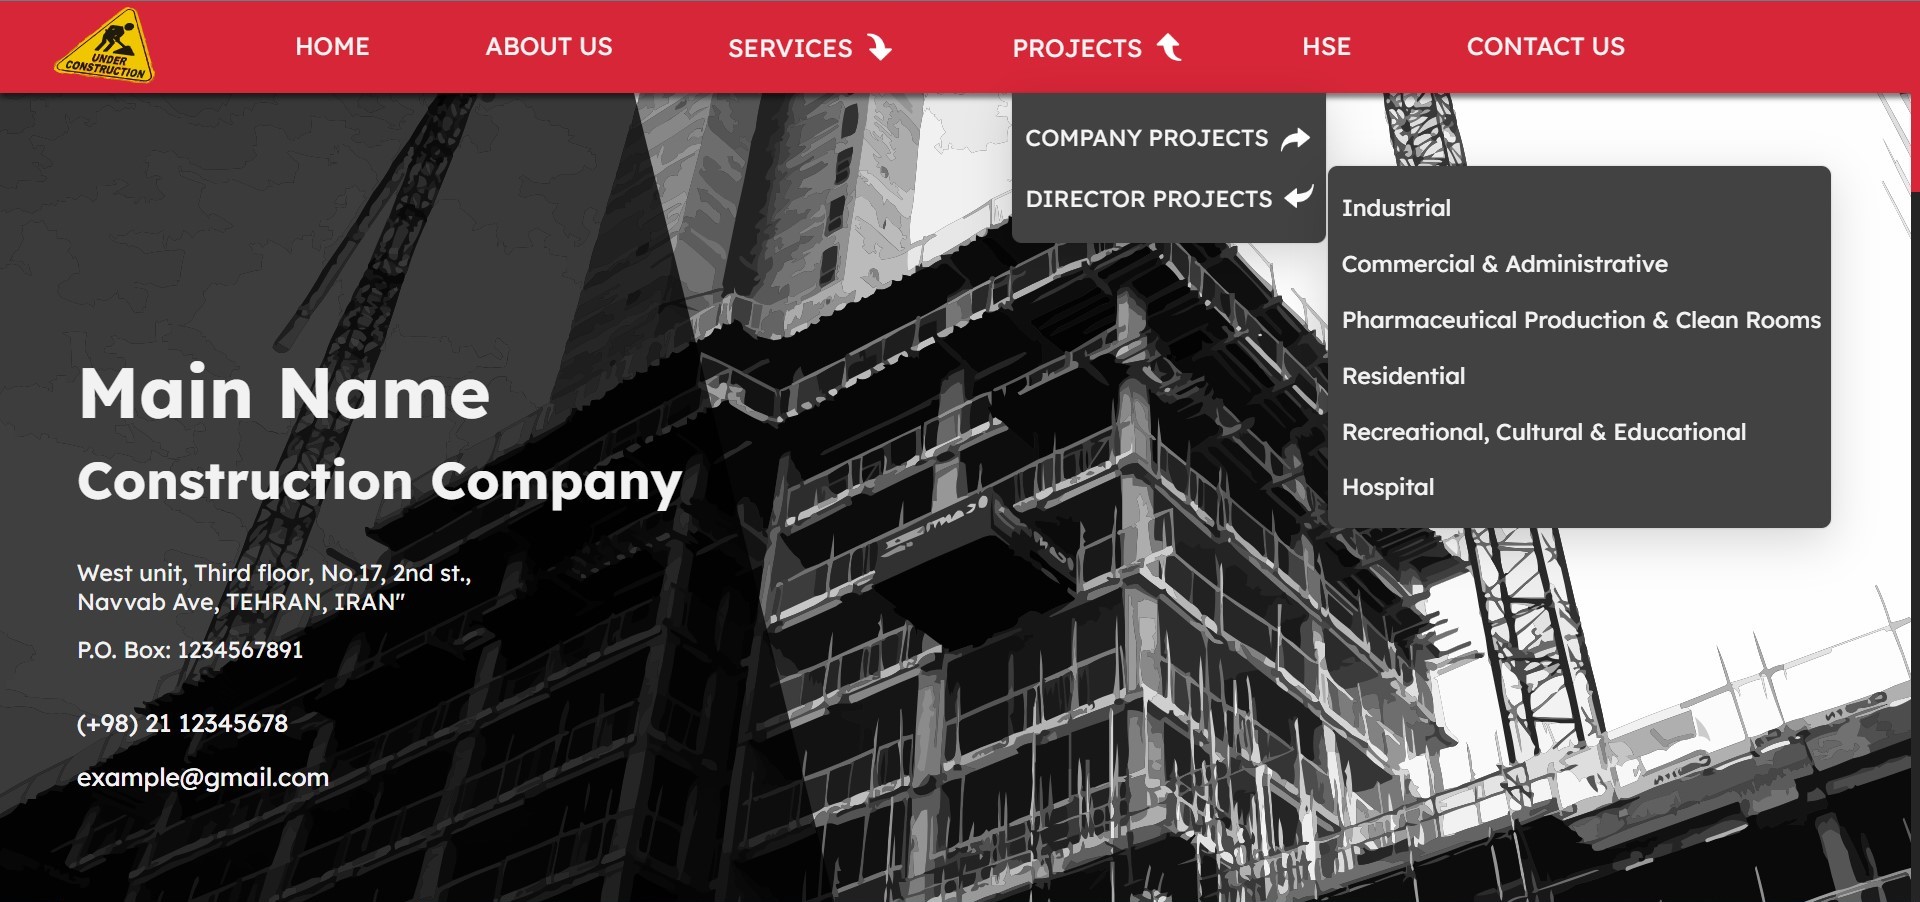 UNDER
CONSTRUCTION
HOME
ABOUT US
SERVICES
PROJECTS
HSE
CONTACT US
COMPANY PROJECTS
DIRECTOR PROJECTS
Industrial
Commercial & Administrative
Pharmaceutical Production & Clean Rooms
Residential
Recreational, Cultural & Educational
Hospital
Main Name
Construction Company
West unit, Third floor, No.17, 2nd st.,
Navvab Ave, TEHRAN, IRAN"
P.O. Box: 1234567891
(+98) 21 12345678
example@gmail.com